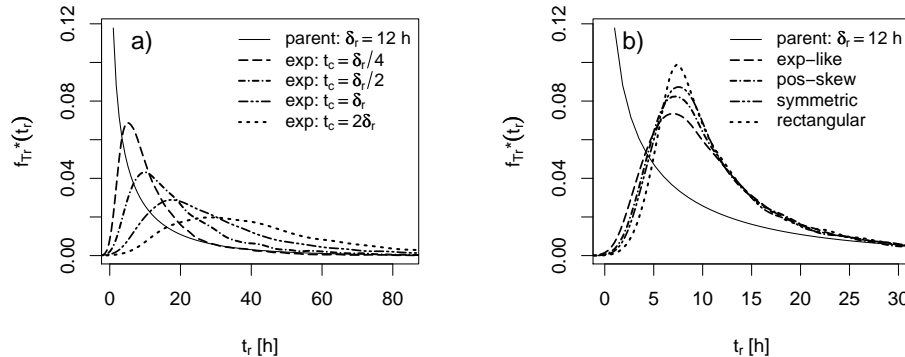 a)
parent: δr = 12 h
exp: tc = δr/4
exp: tc = δr/2
exp: tc = δr
exp: tc = 2δr
fTr*(tr)
0.00
0.04
0.08
0.12
0 20 40 60 80
tr [h]
b)
parent: δr = 12 h
exp−like
pos−skew
symmetric
rectangular
fTr*(tr)
0.00
0.04
0.08
0.12
0 5 10 15 20 25 30
tr [h]